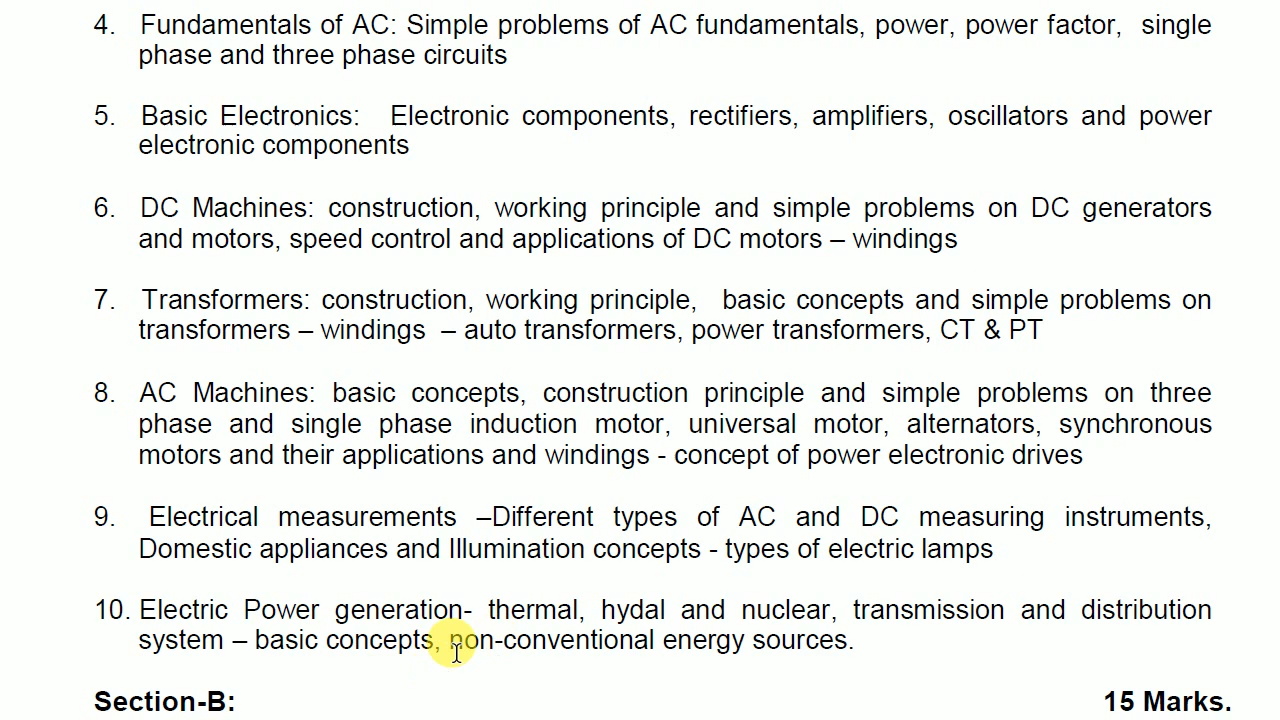 4. Fundamentals of AC: Simple problems of AC fundamentals, power, power factor, single
phase and three phase circuits
5. Basic Electronics: Electronic components, rectifiers, amplifiers, oscillators and power
electronic components
6. DC Machines: construction, working principle and simple problems on DC generators
and motors, speed control and applications of DC motors – windings
7. Transformers: construction, working principle, basic concepts and simple problems on
transformers – windings – auto transformers, power transformers, CT & PT
8. AC Machines: basic concepts, construction principle and simple problems on three
phase and single phase induction motor, universal motor, alternators, synchronous
motors and their applications and windings - concept of power electronic drives
9. Electrical measurements –Different types of AC and DC measuring instruments,
Domestic appliances and Illumination concepts - types of electric lamps
10. Electric Power generation- thermal, hydal and nuclear, transmission and distribution
system – basic concepts, non-conventional energy sources.
Section-B: 15 Marks.